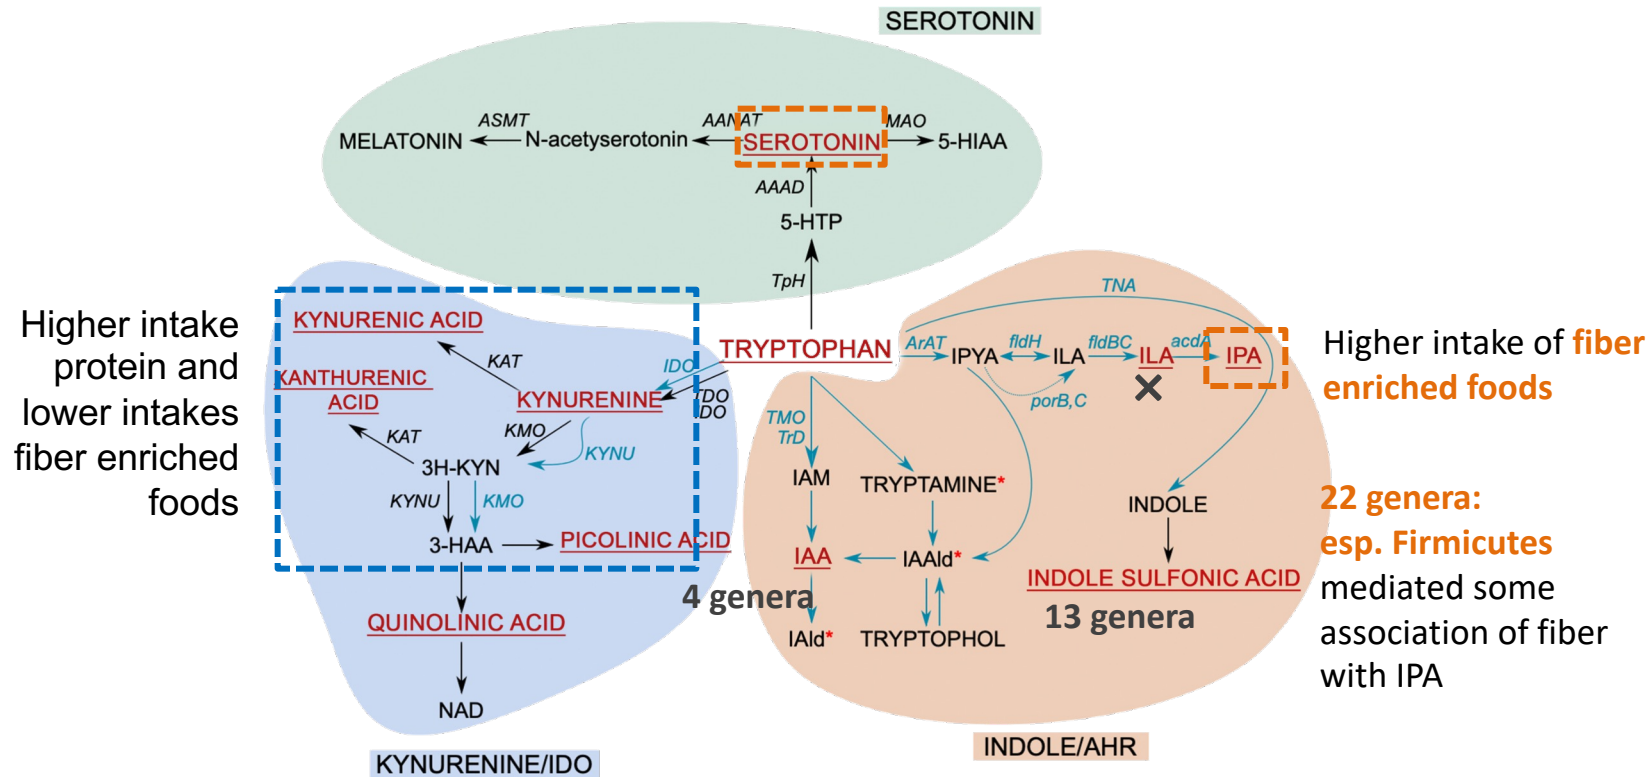 SEROTONIN
ASMT
AANAT
MAO
MELATONIN
N-acetyserotonin
SEROTONIN
5-HIAA
AAAD
5-HTP
TpH
TNA
Higher intake
protein and
lower intakes
fiber enriched
foods
KYNURENIC ACID
KAT
XANTHURENIC
ACID
KYNURENINE
IDO
TDO
IDO
KAT
KMO
KYNU
3H-KYN
KYNU
KMO
3-HAA
PICOLINIC ACID
QUINOLINIC ACID
NAD
KYNURENINE/IDO
TRYPTOPHAN
ArAT
IPYA
fldH
ILA
fldBC
ILA
acdA
IPA
porB,C
TMO
TrD
IAM
TRYPTAMINE*
IAA
IAAld*
4 genera
IAld*
TRYPTOPHOL
INDOLE
INDOLE SULFONIC ACID
13 genera
INDOLE/AHR
Higher intake of fiber
enriched foods
22 genera:
esp. Firmicutes
mediated some
association of fiber
with IPA